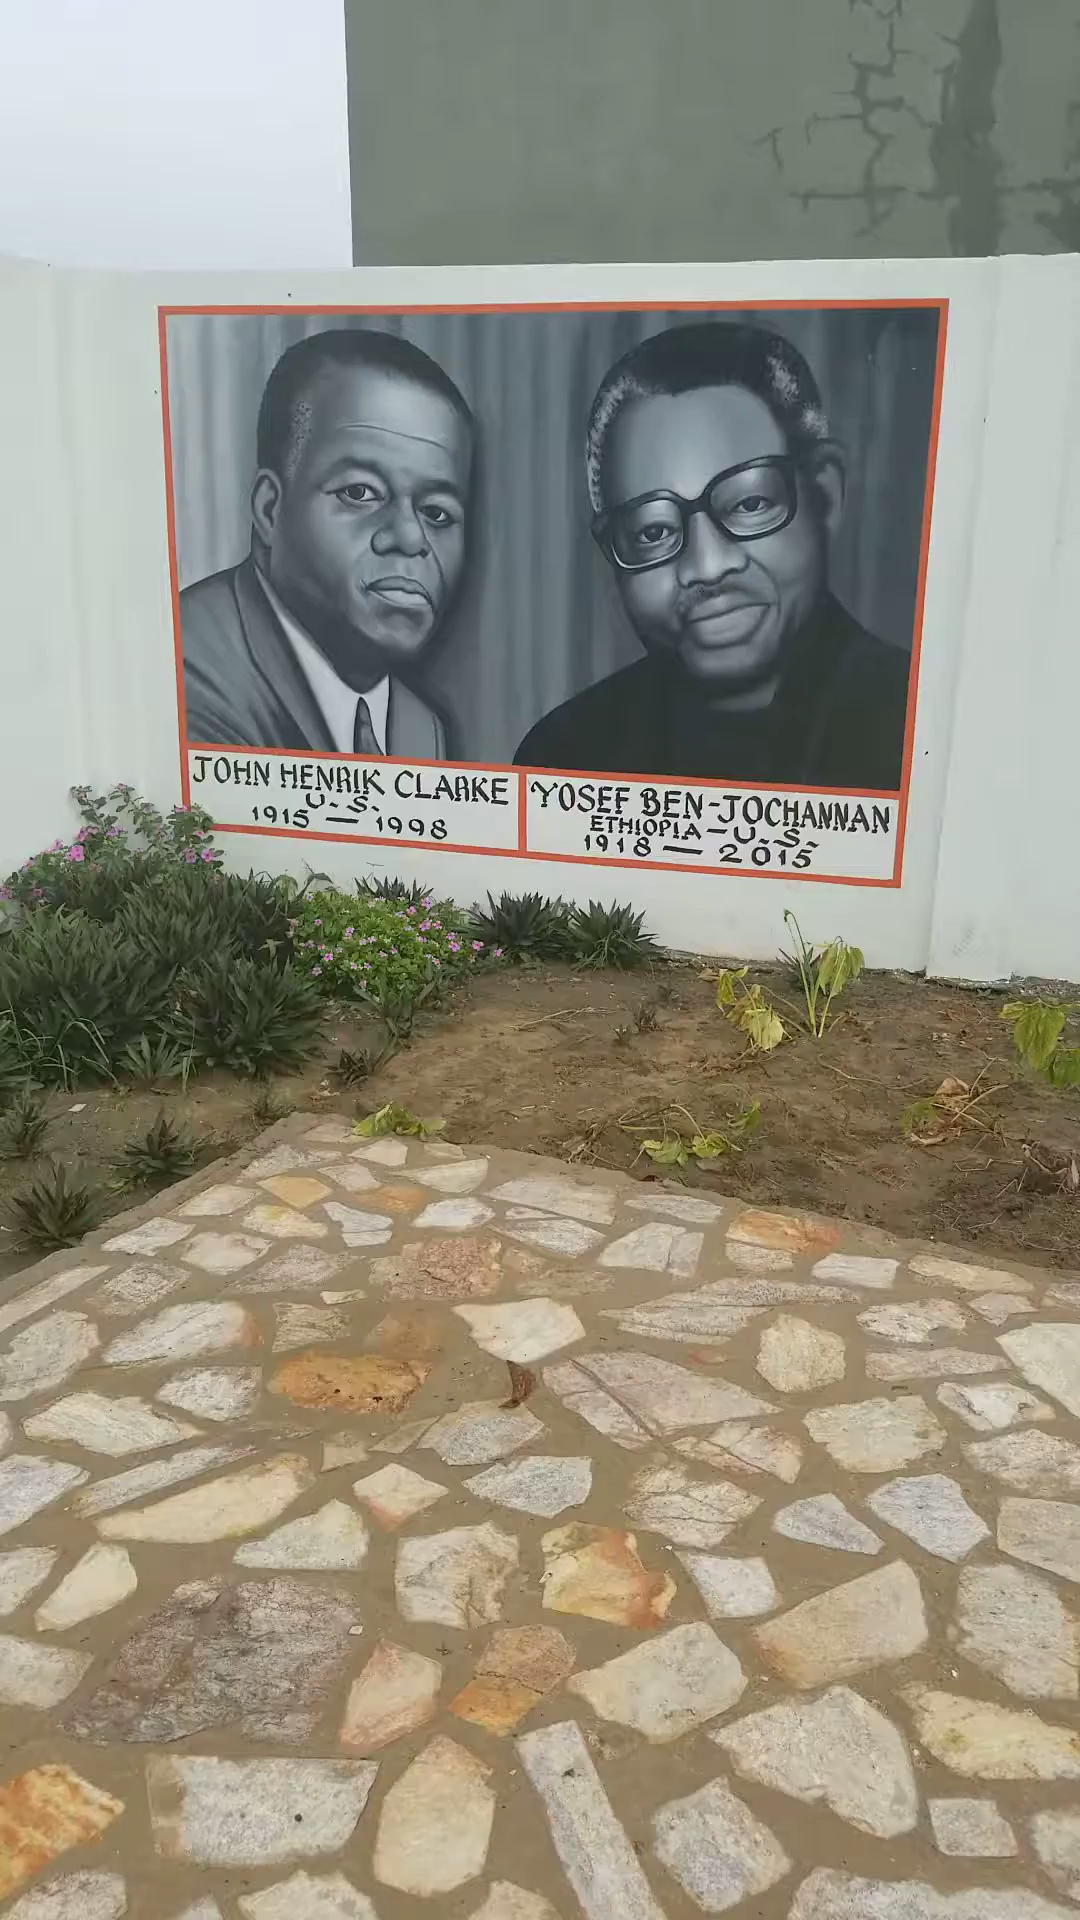 JOHN HENRIK CLARKE
U.S.
1915 — 1998
YOSEF BEN-JOCHANNAN
ETHIOPIA-U.S.
1918 — 2015